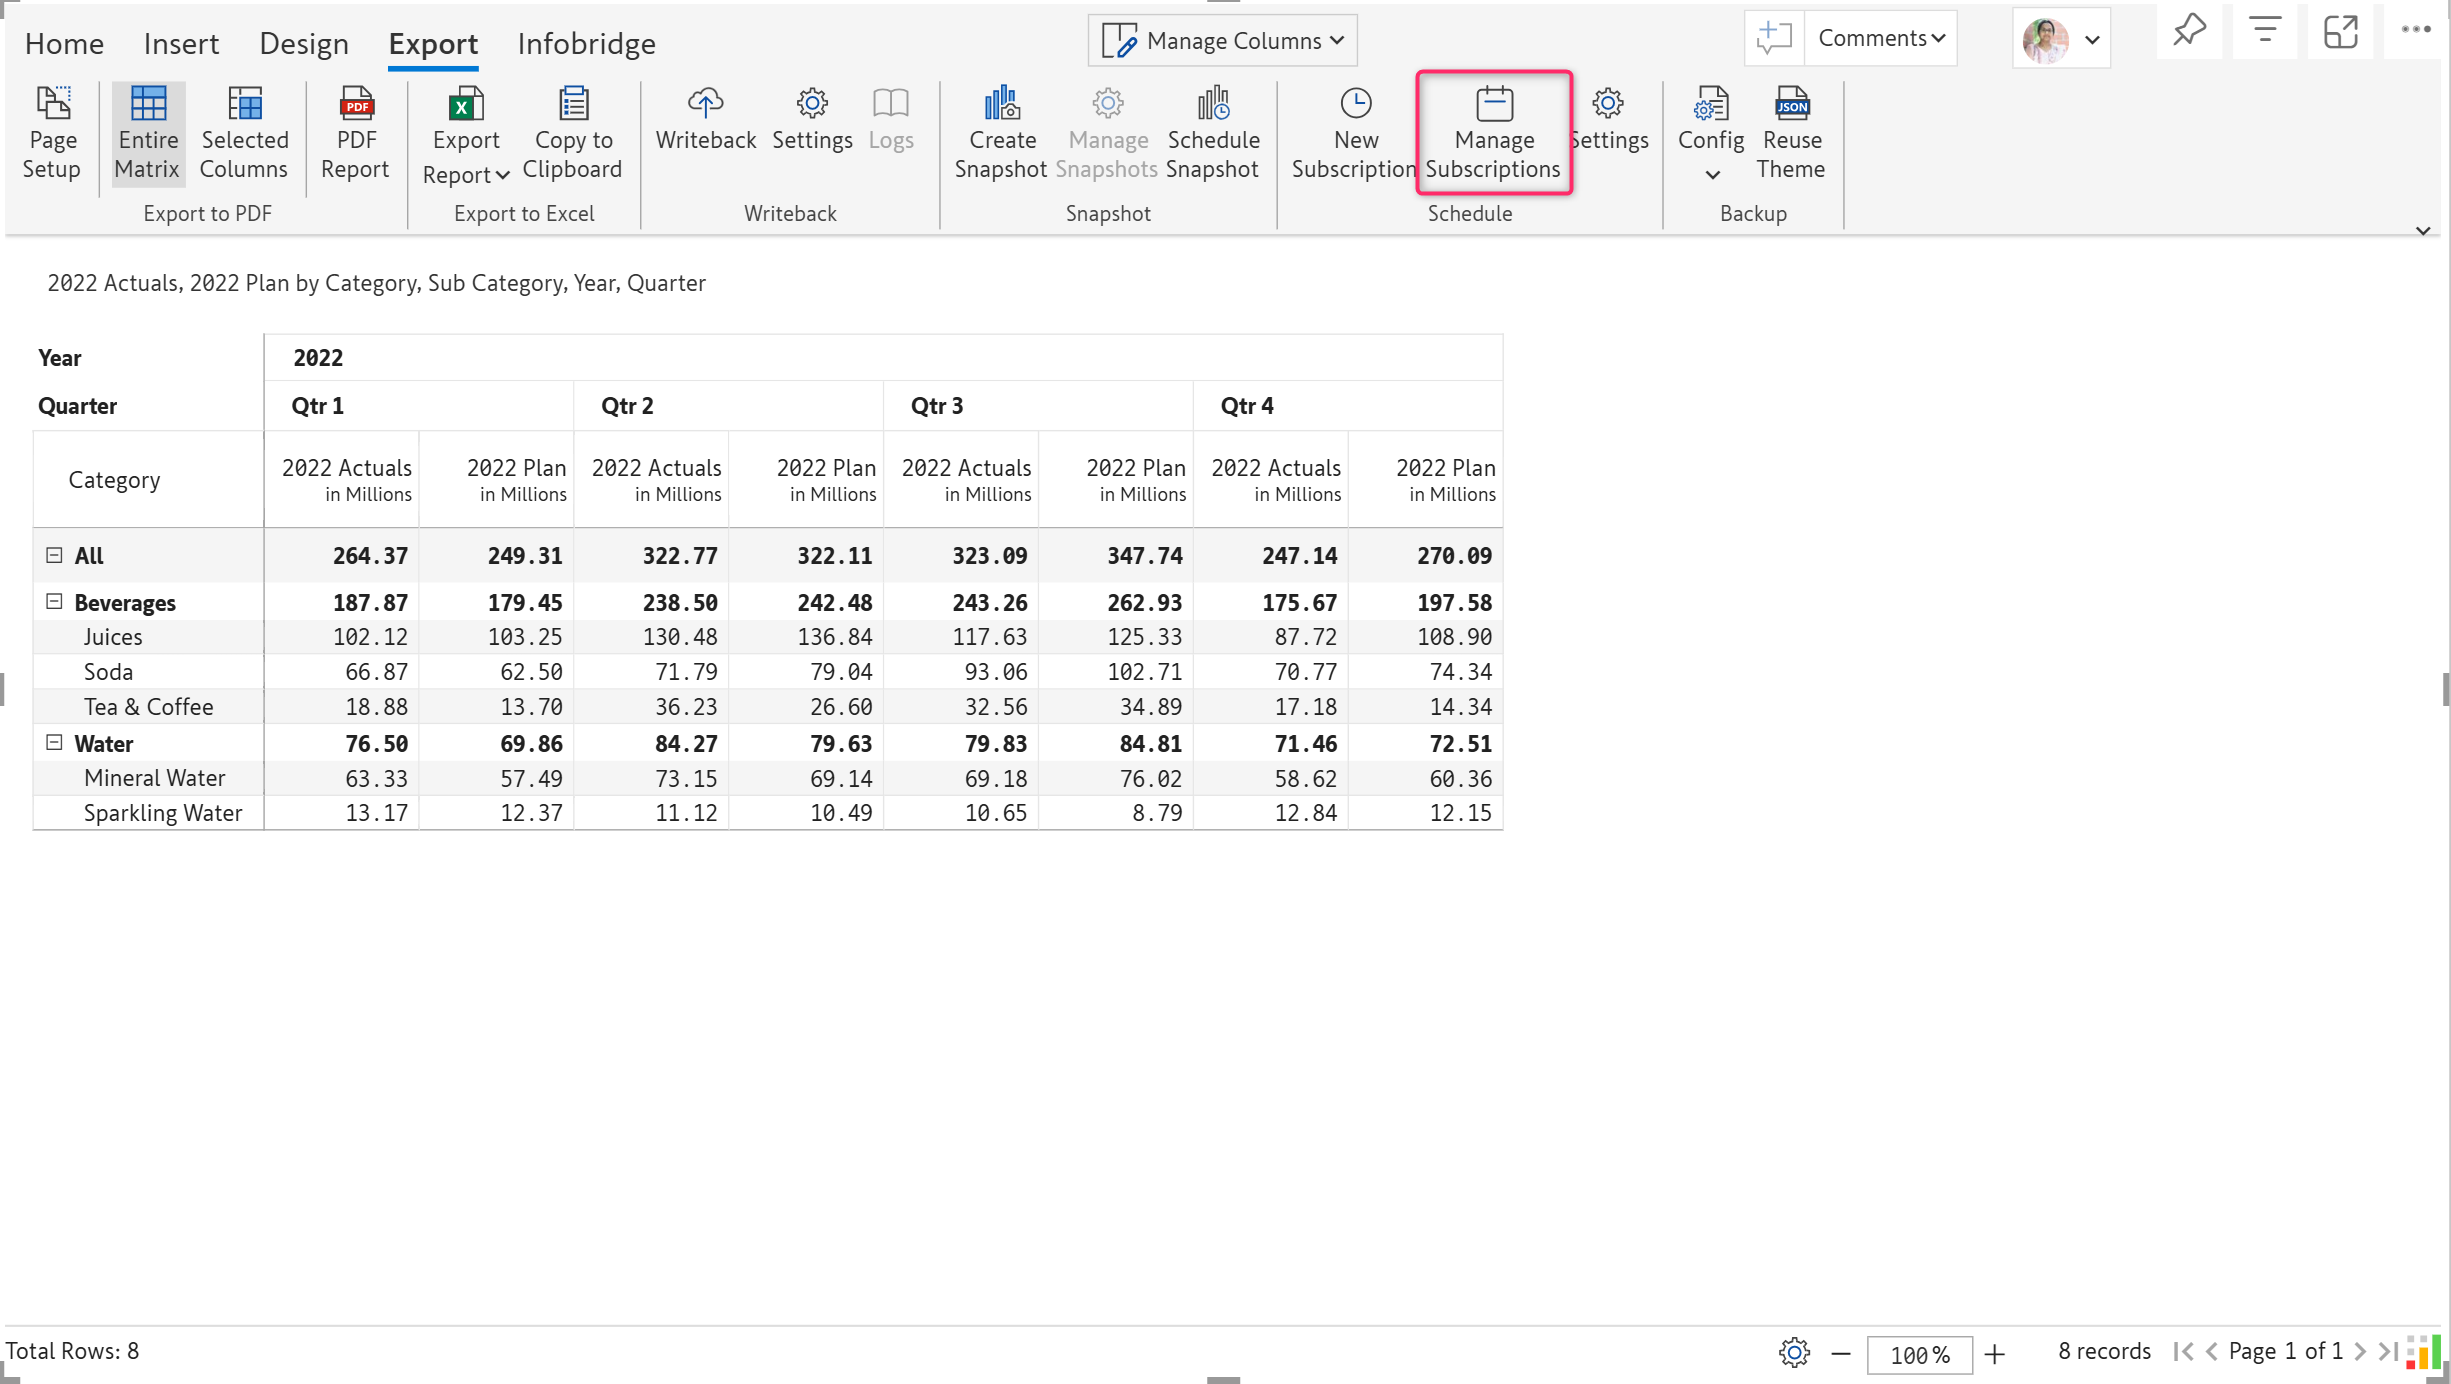 Home Insert Design Export Infobridge Manage Columns Comments
Page Setup
Entire Matrix
Selected Columns
PDF
PDF Report
X
Export Report
Copy to Clipboard
Writeback
Settings
Logs
Create Snapshot
Manage Snapshots
Schedule Snapshot
New Subscription
Manage Subscriptions
Settings
Config
JSON
Reuse Theme
Export to PDF Export to Excel Writeback Snapshot Schedule Backup
2022 Actuals, 2022 Plan by Category, Sub Category, Year, Quarter
Year 2022
Quarter Qtr 1 Qtr 2 Qtr 3 Qtr 4
Category 2022 Actuals 2022 Plan 2022 Actuals 2022 Plan 2022 Actuals 2022 Plan 2022 Actuals 2022 Plan
in Millions in Millions in Millions in Millions in Millions in Millions in Millions in Millions
All 264.37 249.31 322.77 322.11 323.09 347.74 247.14 270.09
Beverages 187.87 179.45 238.50 242.48 243.26 262.93 175.67 197.58
Juices 102.12 103.25 130.48 136.84 117.63 125.33 87.72 108.90
Soda 66.87 62.50 71.79 79.04 93.06 102.71 70.77 74.34
Tea & Coffee 18.88 13.70 36.23 26.60 32.56 34.89 17.18 14.34
Water 76.50 69.86 84.27 79.63 79.83 84.81 71.46 72.51
Mineral Water 63.33 57.49 73.15 69.14 69.18 76.02 58.62 60.36
Sparkling Water 13.17 12.37 11.12 10.49 10.65 8.79 12.84 12.15
Total Rows: 8 100% 8 records Page 1 of 1